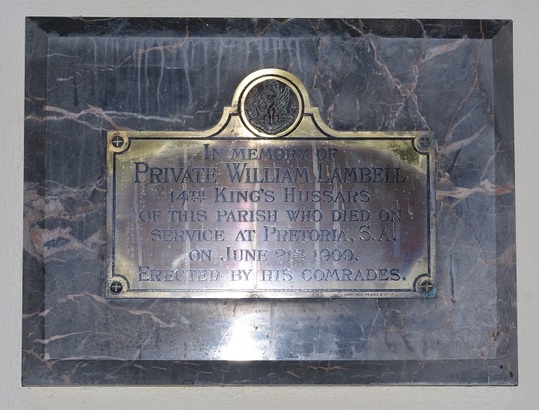 IN MEMORY OF
PRIVATE WILLIAM LAMBELL
14TH KING'S HUSSARS
OF THIS PARISH WHO DIED ON
SERVICE AT PRETORIA, S.A.
ON JUNE 21ST 1900.
ERECTED BY HIS COMRADES.